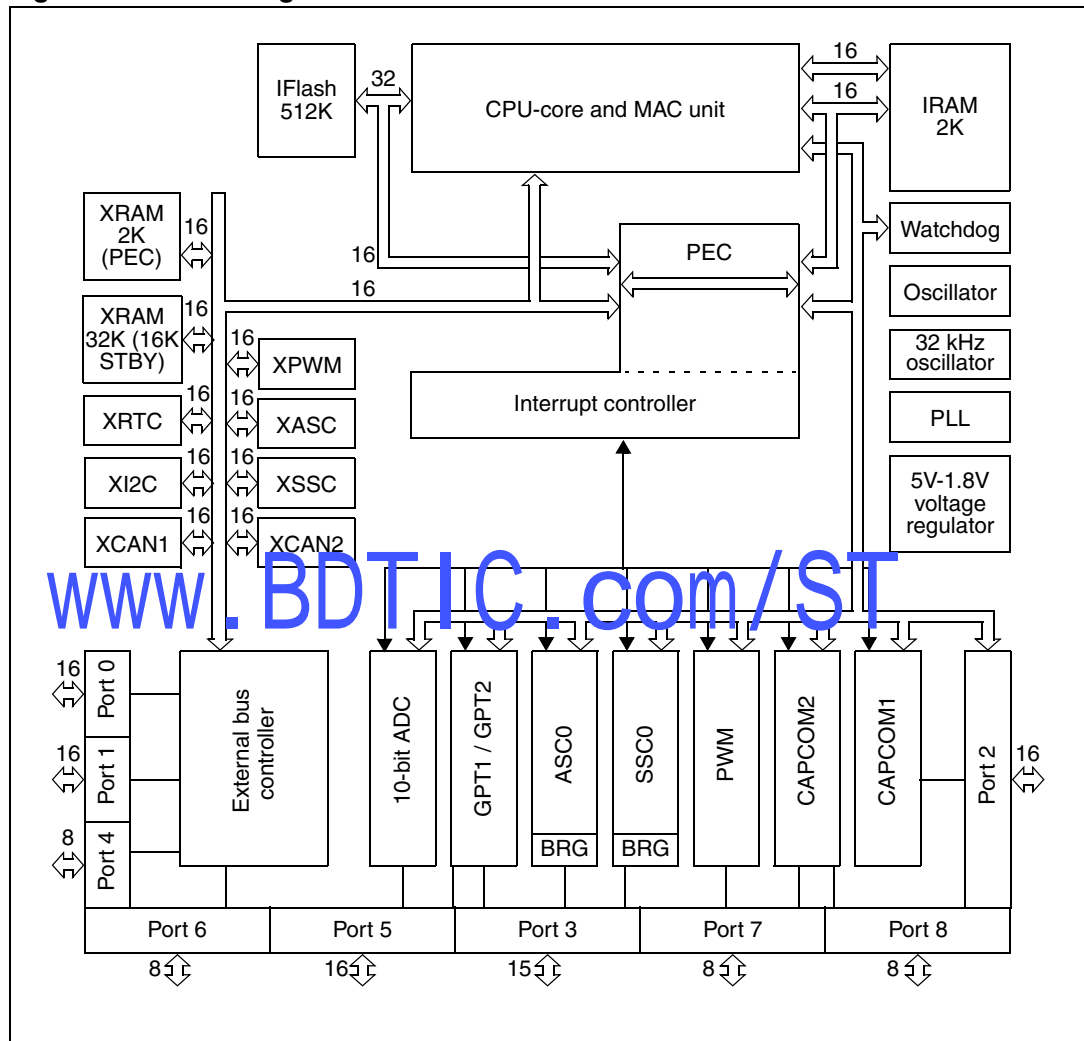 IFlash
512K
32
CPU-core and MAC unit
16
16
IRAM
2K
XRAM
2K
(PEC)
16
16
16
PEC
Watchdog
Oscillator
32 kHz
oscillator
PLL
5V-1.8V
voltage
regulator
XRAM
32K (16K
STBY)
16
16
XPWM
Interrupt controller
XRTC
16
16
XASC
XI2C
16
16
XSSC
XCAN1
16
16
XCAN2
www.BDTIC.com/ST
16
Port 0
16
Port 1
8
Port 4
External bus
controller
10-bit ADC
GPT1 / GPT2
ASC0
BRG
SSC0
BRG
PWM
CAPCOM2
CAPCOM1
Port 2
16
Port 6
Port 5
Port 3
Port 7
Port 8
8
16
15
8
8